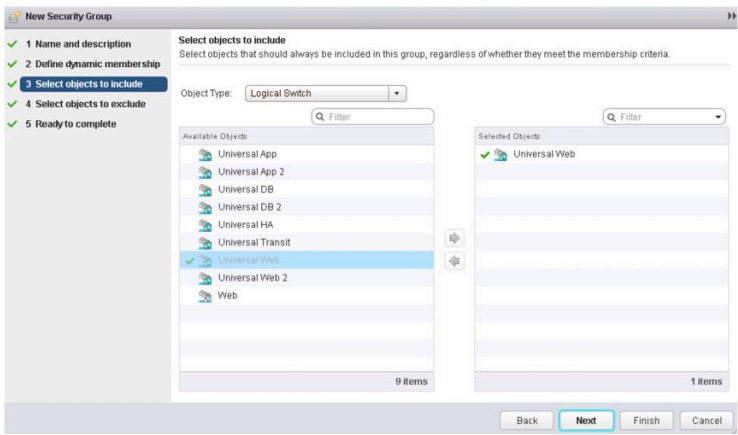 New Security Group
1 Name and description
2 Define dynamic membership
3 Select objects to include
4 Select objects to exclude
5 Ready to complete
Select objects to include
Select objects that should always be included in this group, regardless of whether they meet the membership criteria.
Object Type: Logical Switch
Filter
Available Objects
Universal App
Universal App 2
Universal DB
Universal DB 2
Universal HA
Universal Transit
Universal Web
Universal Web 2
Web
9 items
Filter
Selected Objects
Universal Web
1 items
Back Next Finish Cancel